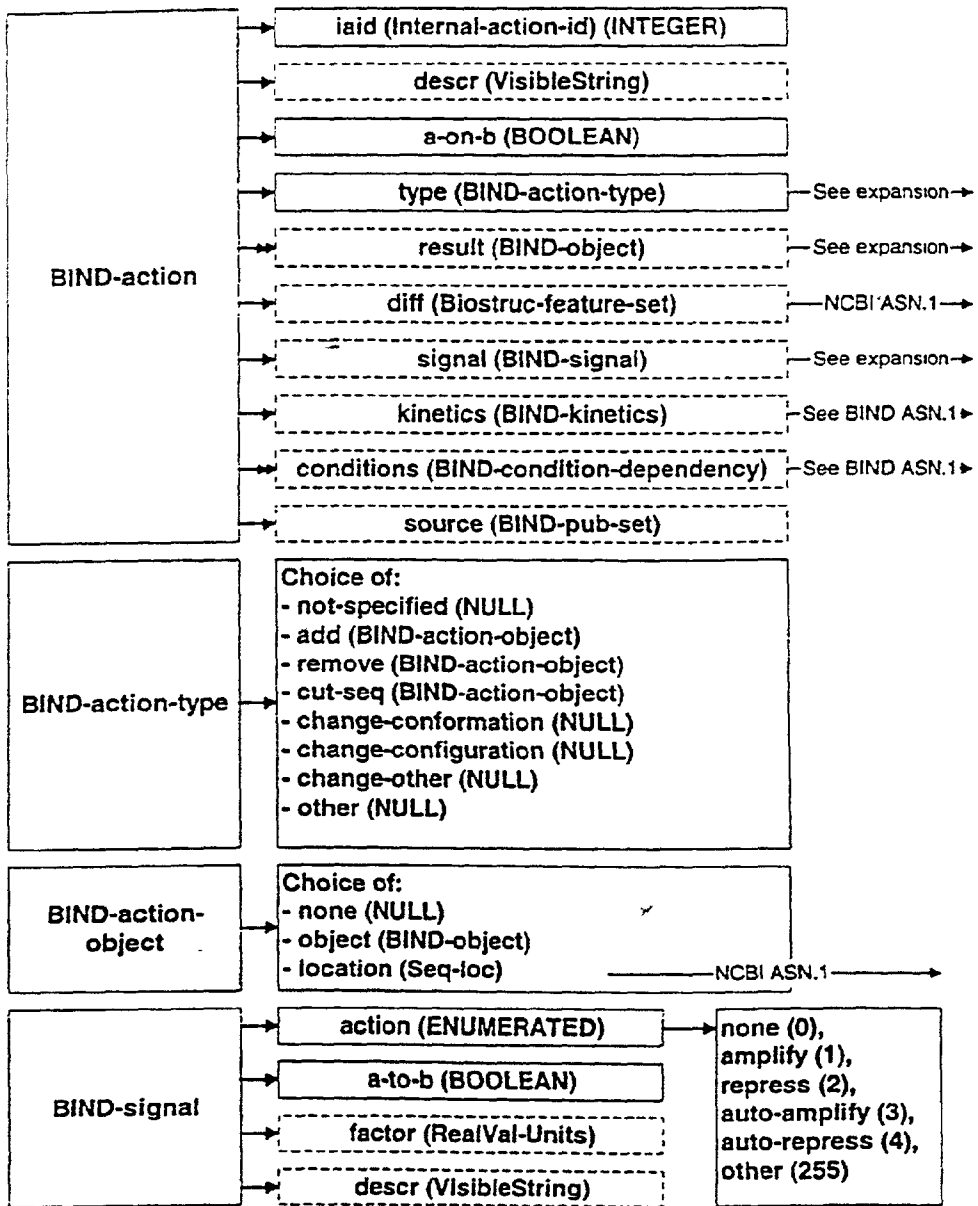 BIND-action
iaid (Internal-action-id) (INTEGER)
descr (VisibleString)
a-on-b (BOOLEAN)
type (BIND-action-type)
See expansion
result (BIND-object)
See expansion
diff (Biostruc-feature-set)
NCBI ASN.1
signal (BIND-signal)
See expansion
kinetics (BIND-kinetics)
See BIND ASN.1
conditions (BIND-condition-dependency)
See BIND ASN.1
source (BIND-pub-set)
BIND-action-type
Choice of:
- not-specified (NULL)
- add (BIND-action-object)
- remove (BIND-action-object)
- cut-seq (BIND-action-object)
- change-conformation (NULL)
- change-configuration (NULL)
- change-other (NULL)
- other (NULL)
BIND-action-
object
Choice of:
- none (NULL)
- object (BIND-object)
- location (Seq-loc)
NCBI ASN.1
BIND-signal
action (ENUMERATED)
a-to-b (BOOLEAN)
factor (RealVal-Units)
descr (VisibleString)
none (0),
amplify (1),
repress (2),
auto-amplify (3),
auto-repress (4),
other (255)